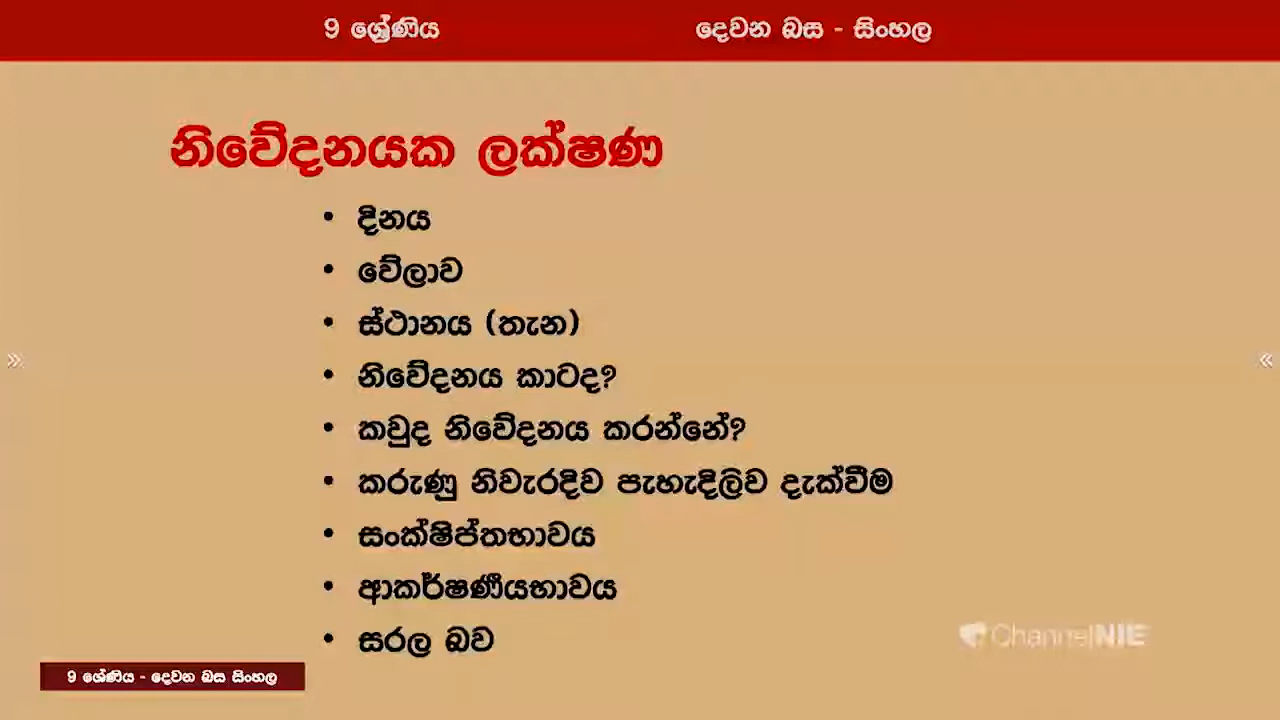 9 ශ්‍රේණිය
දෙවන බස - සිංහල
නිවේදනයක ලක්ෂණ
• දිනය
• වේලාව
• ස්ථානය (තැන)
• නිවේදනය කාටද?
• කවුද නිවේදනය කරන්නේ?
• කරුණු නිවැරදිව පැහැදිලිව දැක්වීම
• සංක්ෂිප්තභාවය
• ආකර්ෂණීයභාවය
• සරල බව
ChannelNIE
9 ශ්‍රේණිය - දෙවන බස සිංහල